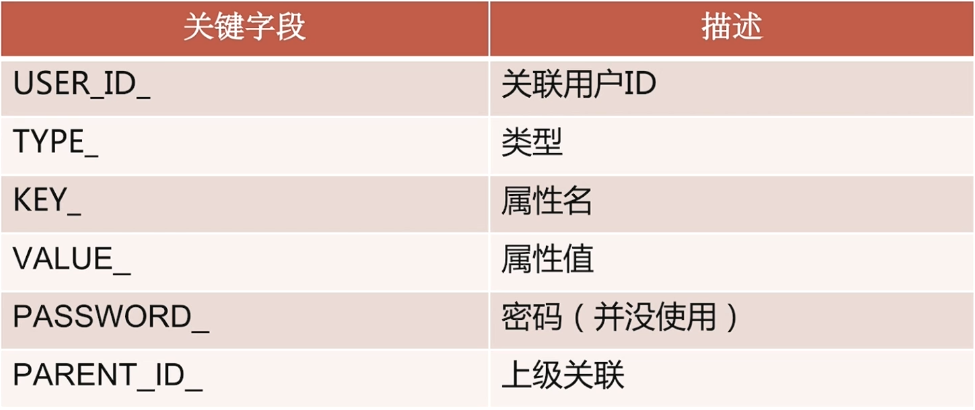 关键字段 描述
USER_ID_ 关联用户ID
TYPE_ 类型
KEY_ 属性名
VALUE_ 属性值
PASSWORD_ 密码（并没使用）
PARENT_ID_ 上级关联